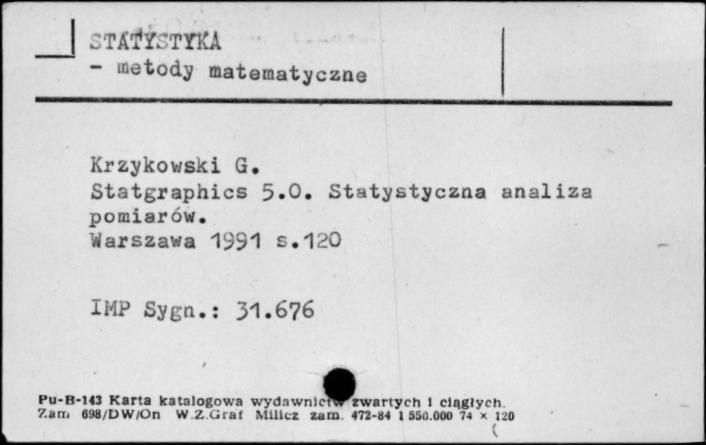 STATYSTYKA
- metody matematyczne
Krzykowski G.
Statgraphics 5.0. Statystyczna analiza
pomiarów.
Warszawa 1991 s.120
IMP Sygn.: 31.676
Pu-B-143 Karta katalogowa wydawnictw zwartych i ciągłych.
Zam 698/DW/On W.Z.Graf Milicz zam. 472-84 1 550.000 74 × 120